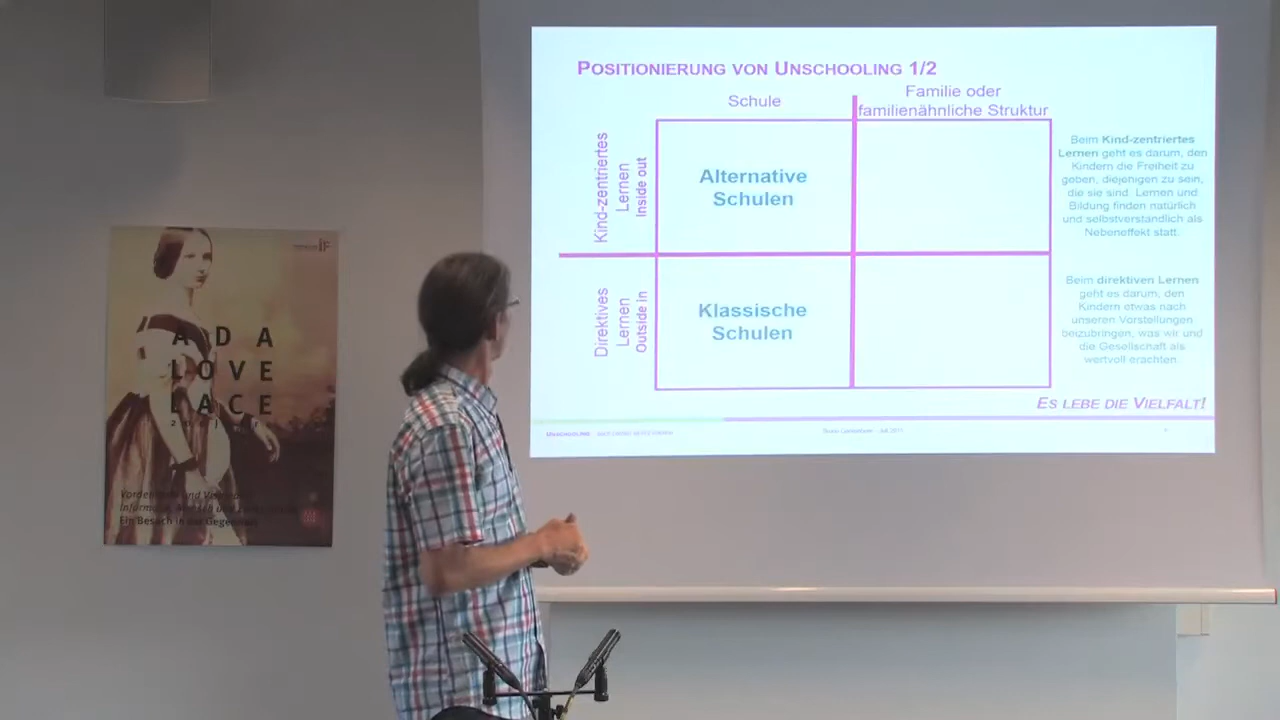 POSITIONIERUNG VON UNSCHOOLING 1/2
Schule
Familie oder
familienähnliche Struktur
Kind-zentriertes
Lernen
Inside out
Alternative
Schulen
Beim Kind-zentriertes
Lernen geht es darum, den
Kindern die Freiheit zu
geben, diejenigen zu sein,
die sie sind. Lernen und
Bildung finden natürlich
und selbstverständlich als
Nebeneffekt statt.
Direktives
Lernen
Outside in
Klassische
Schulen
Beim direktiven Lernen
geht es darum, den
Kindern etwas nach
unseren Vorstellungen
beizubringen, was wir und
die Gesellschaft als
wertvoll erachten.
ES LEBE DIE VIELFALT!
UNSCHOOLING
ADA
LOVE
LACE
Ein Besuch in der Gegenwart